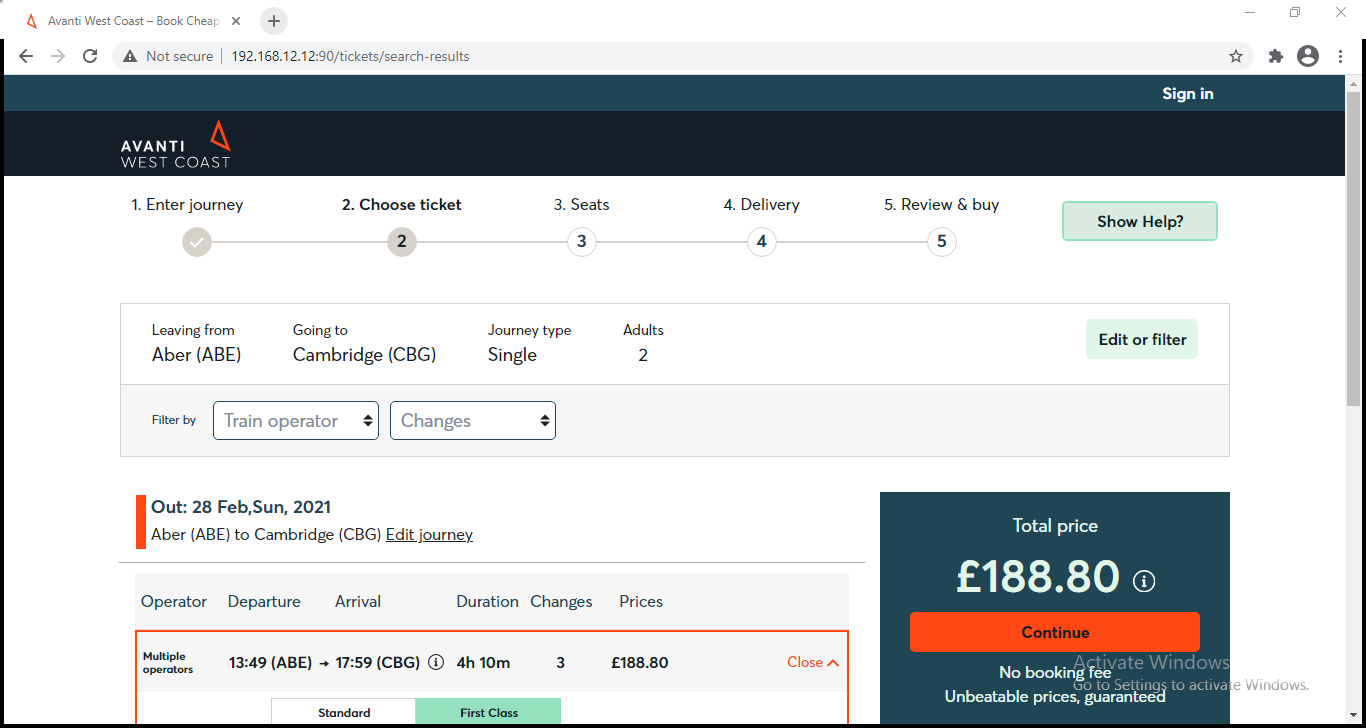 Avanti West Coast – Book Cheap
Not secure 192.168.12.12:90/tickets/search-results
Sign in
AVANTI
WEST COAST
1. Enter journey 2. Choose ticket 3. Seats 4. Delivery 5. Review & buy
2 3 4 5
Show Help?
Leaving from Going to Journey type Adults
Aber (ABE) Cambridge (CBG) Single 2
Edit or filter
Filter by Train operator Changes
Out: 28 Feb,Sun, 2021
Aber (ABE) to Cambridge (CBG) Edit journey
Operator Departure Arrival Duration Changes Prices
Multiple
operators
13:49 (ABE) → 17:59 (CBG) 4h 10m 3 £188.80 Close
Standard First Class
Total price
£188.80
Continue
No booking fee
Unbeatable prices, guaranteed
Activate Windows
Go to Settings to activate Windows.